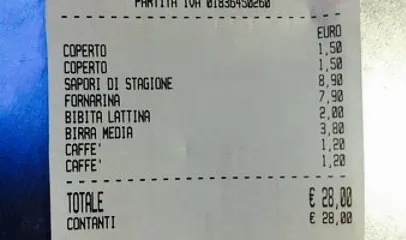 PARTITA IVA 01836450260
- - - - - - - - - - - - - - - - - - - - - - - -
EURO
COPERTO 1,50
COPERTO 1,50
SAPORI DI STAGIONE 8,90
FORNARINA 7,90
BIBITA LATTINA 2,00
BIRRA MEDIA 3,80
CAFFE' 1,20
CAFFE' 1,20
- - - - - - - - - - - - - - - - - - - - - - - -
TOTALE € 28,00
CONTANTI € 28,00
- - - - - - - - - - - - - - - - - - - - - - - -